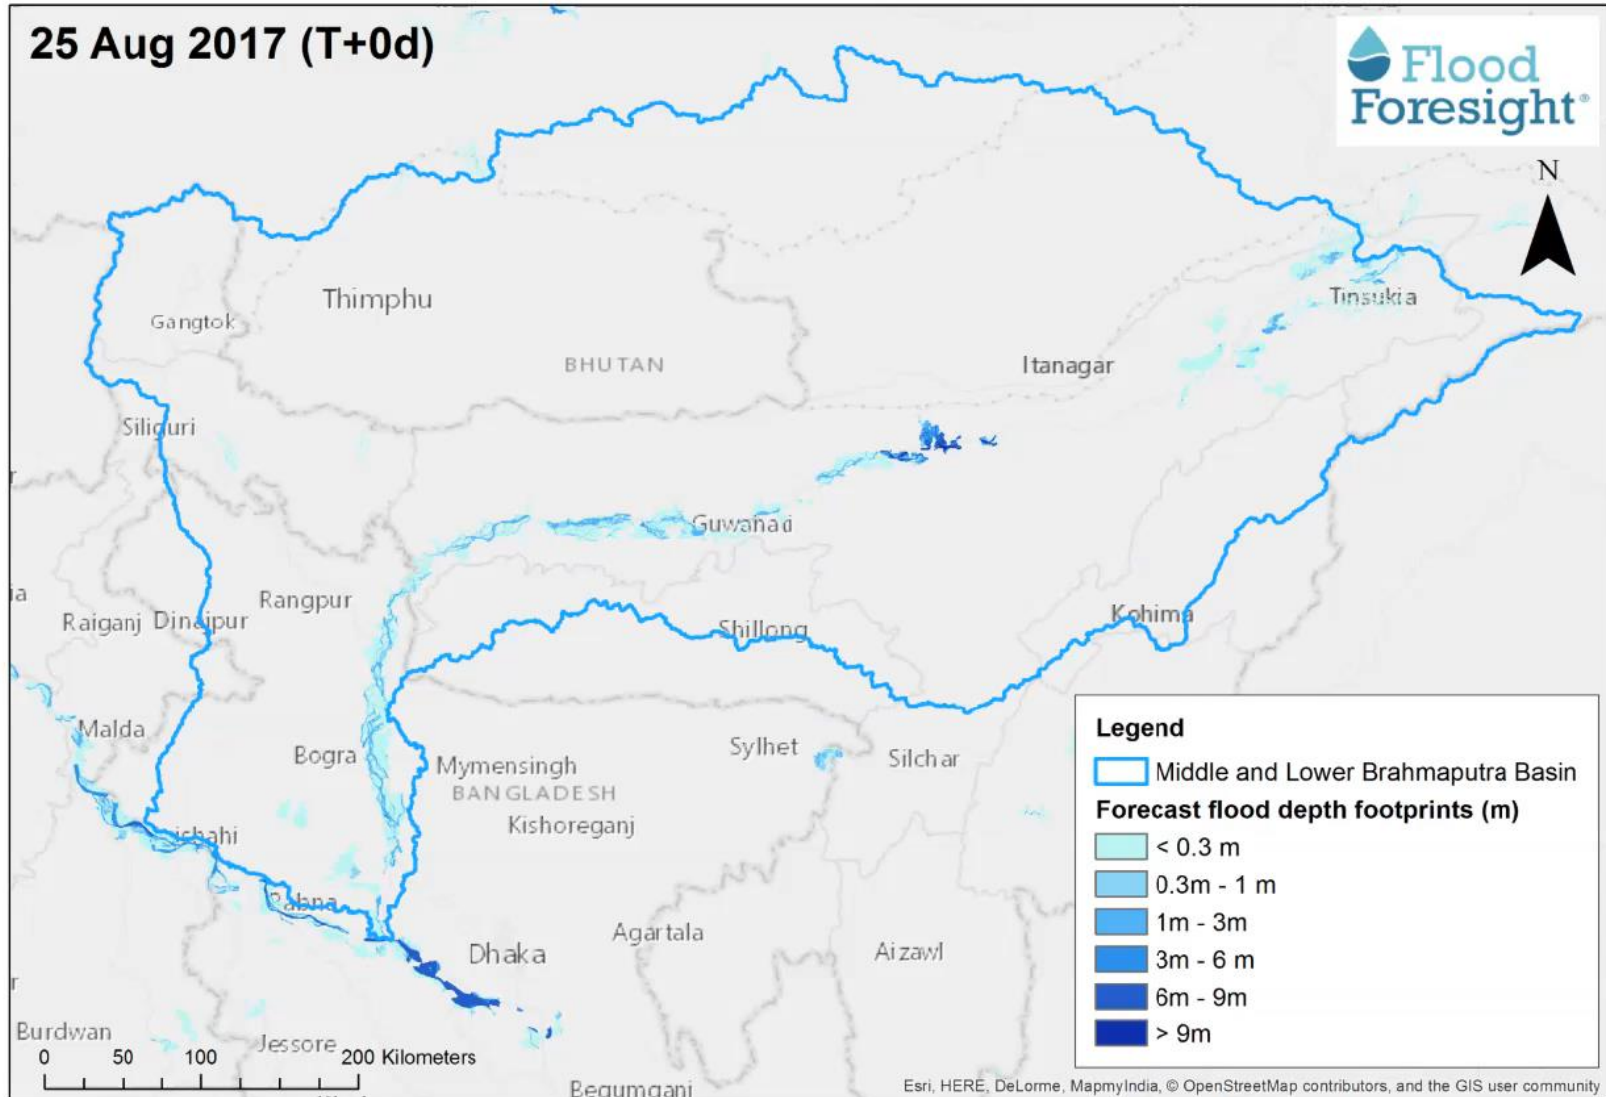 25 Aug 2017 (T+0d)
Flood
Foresight®
N
Tinsukia
Thimphu
Gangtok
BHUTAN
Itanagar
Siliguri
Guwahati
Rangpur
Raiganj
Dinajpur
Shillong
Kohima
Malda
Bogra
Mymensingh
BANGLADESH
Kishoreganj
Sylhet
Silchar
ishahi
Pabna
Dhaka
Agartala
Aizawl
Burdwan
Jessore
Begumganj
0 50 100 200 Kilometers
Legend
Middle and Lower Brahmaputra Basin
Forecast flood depth footprints (m)
< 0.3 m
0.3m - 1 m
1m - 3m
3m - 6 m
6m - 9m
> 9m
Esri, HERE, DeLorme, MapmyIndia, © OpenStreetMap contributors, and the GIS user community